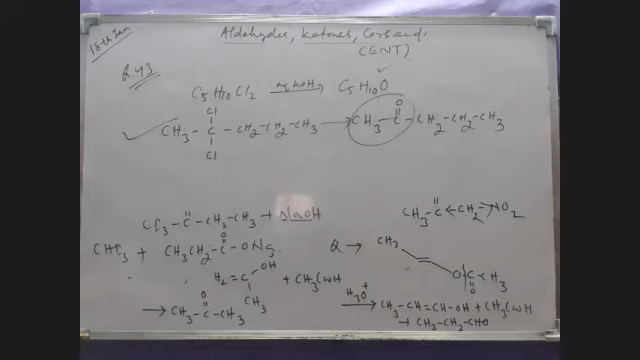 18th Jan
Aldehydes, Ketones, Carboxylic
(ENT)
Q.43
C5H10Cl2 aq NaOH → C5H10O
Cl O
CH3 - C - CH2 - CH2 - CH3 → CH3 - C - CH2 - CH2 - CH3
Cl
CF3 - C - CH2 - CH3 + NaOH
CH3 - C ← CH2 → NO2
O
CHF3 + CH3CH2 - C - ONa.
Q → CH3
O C - CH3
O
H2 = C OH + CH3COOH
CH3
O
→ CH3 - C - CH3
H3O+ → CH3 - CH = CH - OH + CH3COOH
+ CH3 - CH2 - CHO